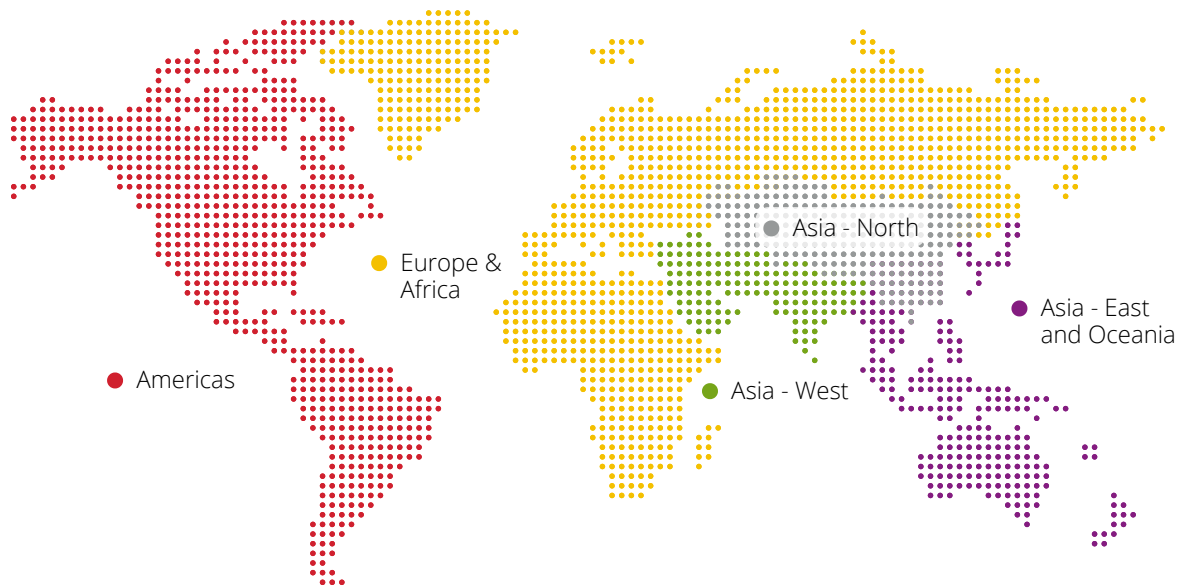 Asia - North
Europe &
Africa
Asia - East
and Oceania
Americas
Asia - West